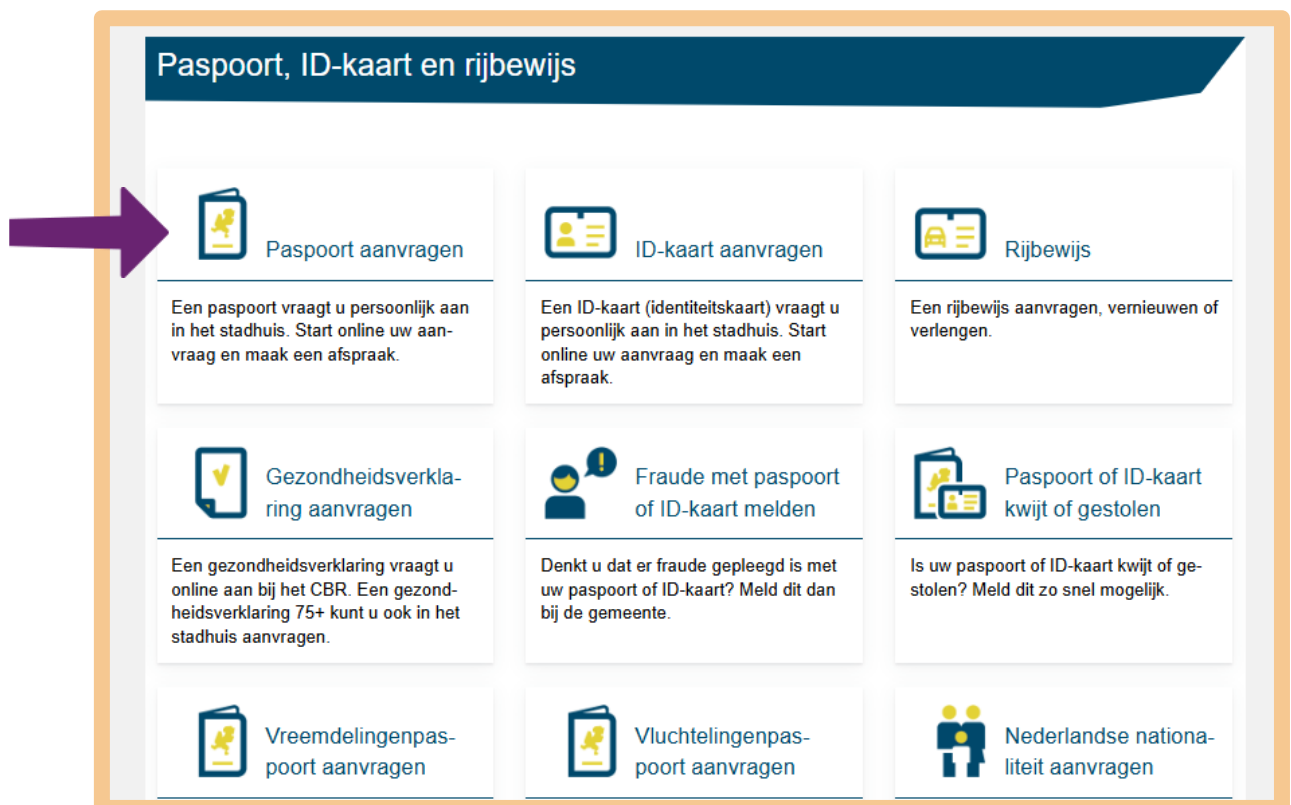 Paspoort, ID-kaart en rijbewijs
Paspoort aanvragen
Een paspoort vraagt u persoonlijk aan
in het stadhuis. Start online uw aan-
vraag en maak een afspraak.
ID-kaart aanvragen
Een ID-kaart (identiteitskaart) vraagt u
persoonlijk aan in het stadhuis. Start
online uw aanvraag en maak een
afspraak.
Rijbewijs
Een rijbewijs aanvragen, vernieuwen of
verlengen.
Gezondheidsverkla-
ring aanvragen
Een gezondheidsverklaring vraagt u
online aan bij het CBR. Een gezond-
heidsverklaring 75+ kunt u ook in het
stadhuis aanvragen.
Fraude met paspoort
of ID-kaart melden
Denkt u dat er fraude gepleegd is met
uw paspoort of ID-kaart? Meld dit dan
bij de gemeente.
Paspoort of ID-kaart
kwijt of gestolen
Is uw paspoort of ID-kaart kwijt of ge-
stolen? Meld dit zo snel mogelijk.
Vreemdelingenpas-
poort aanvragen
Vluchtelingenpas-
poort aanvragen
Nederlandse nationa-
liteit aanvragen